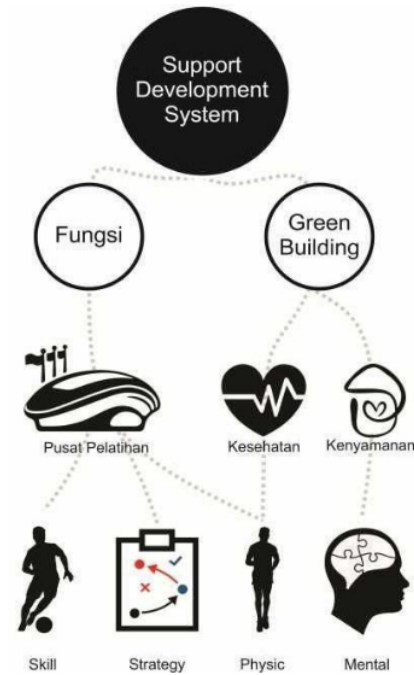 Support
Development
System
Fungsi
Green
Building
Pusat Pelatihan
Kesehatan
Kenyamanan
Skill
Strategy
Physic
Mental